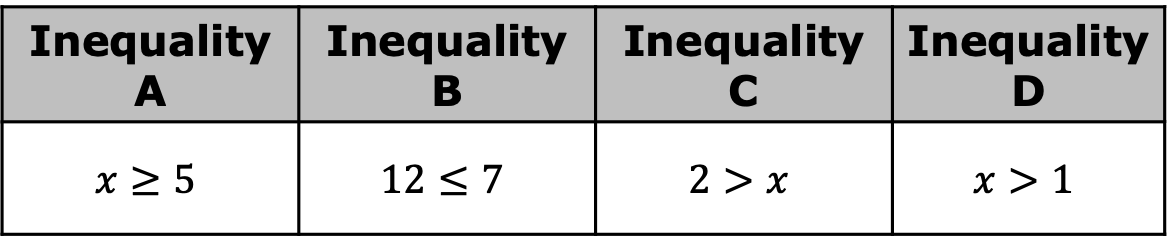 Inequality A
Inequality B
Inequality C
Inequality D
x ≥ 5
12 ≤ 7
2 > x
x > 1